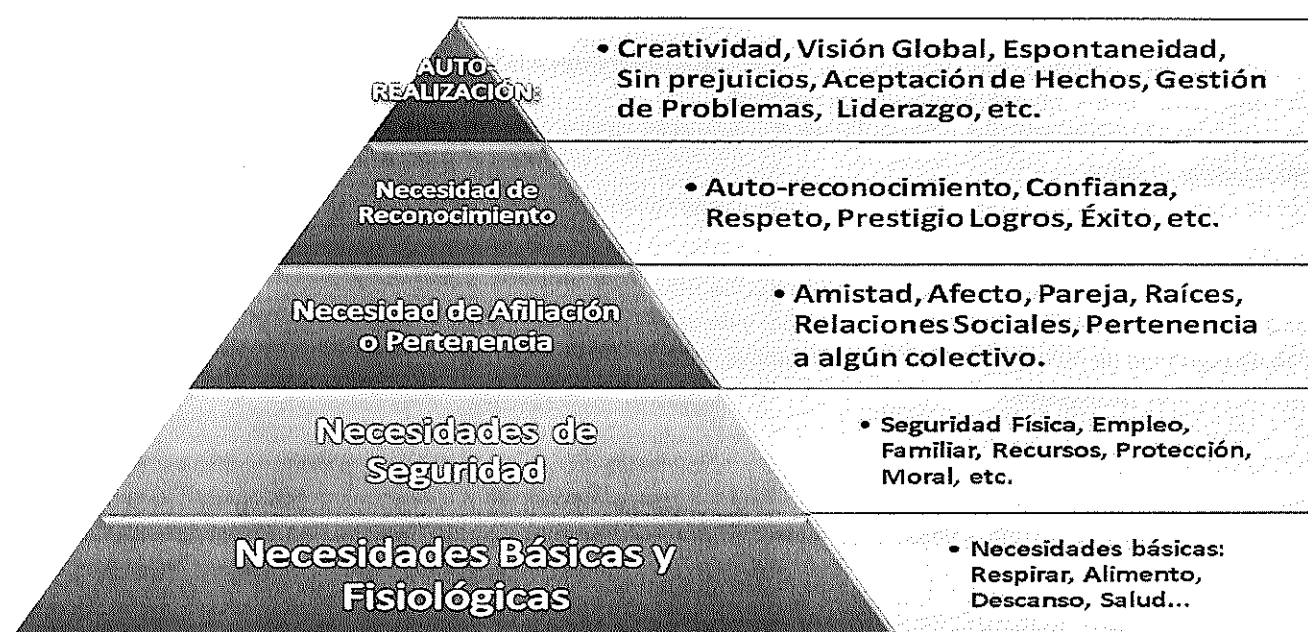 AUTO-
REALIZACIÓN:
• Creatividad, Visión Global, Espontaneidad,
Sin prejuicios, Aceptación de Hechos, Gestión
de Problemas, Liderazgo, etc.
Necesidad de
Reconocimiento
• Auto-reconocimiento, Confianza,
Respeto, Prestigio Logros, Éxito, etc.
Necesidad de Afiliación
o Pertenencia
• Amistad, Afecto, Pareja, Raíces,
Relaciones Sociales, Pertenencia
a algún colectivo.
Necesidades de
Seguridad
• Seguridad Física, Empleo,
Familiar, Recursos, Protección,
Moral, etc.
Necesidades Básicas y
Fisiológicas
• Necesidades básicas:
Respirar, Alimento,
Descanso, Salud...